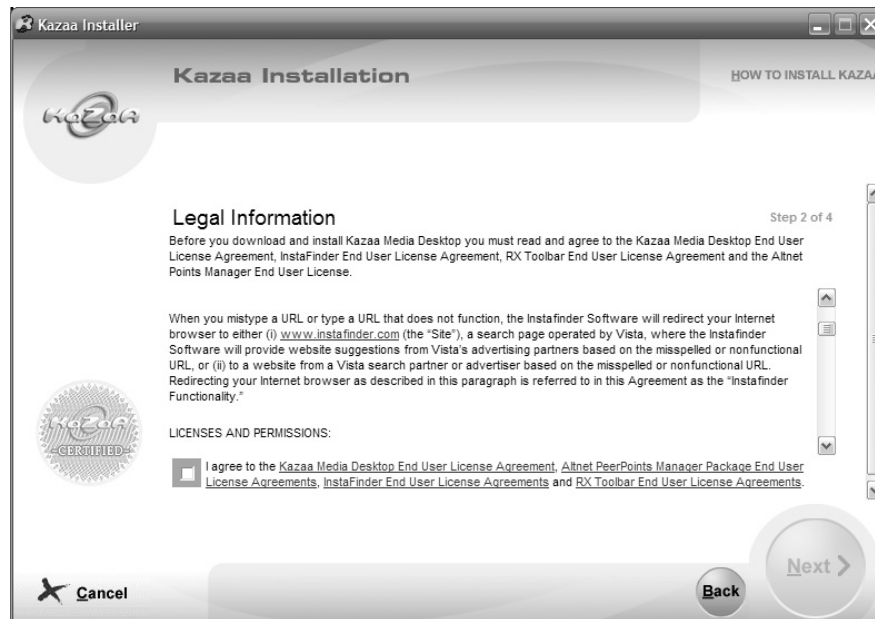 Kazaa Installer
Kazaa Installation
HOW TO INSTALL KAZAA
KaZaA
Legal Information
Step 2 of 4
Before you download and install Kazaa Media Desktop you must read and agree to the Kazaa Media Desktop End User
License Agreement, InstaFinder End User License Agreement, RX Toolbar End User License Agreement and the Altnet
Points Manager End User License.
When you mistype a URL or type a URL that does not function, the Instafinder Software will redirect your Internet
browser to either (i) www.instafinder.com (the “Site”), a search page operated by Vista, where the Instafinder
Software will provide website suggestions from Vista's advertising partners based on the misspelled or nonfunctional
URL, or (ii) to a website from a Vista search partner or advertiser based on the misspelled or nonfunctional URL.
Redirecting your Internet browser as described in this paragraph is referred to in this Agreement as the “Instafinder
Functionality.”
LICENSES AND PERMISSIONS:
KaZaA
-CERTIFIED-
I agree to the Kazaa Media Desktop End User License Agreement, Altnet PeerPoints Manager Package End User
License Agreements, InstaFinder End User License Agreements and RX Toolbar End User License Agreements.
Cancel
Back
Next